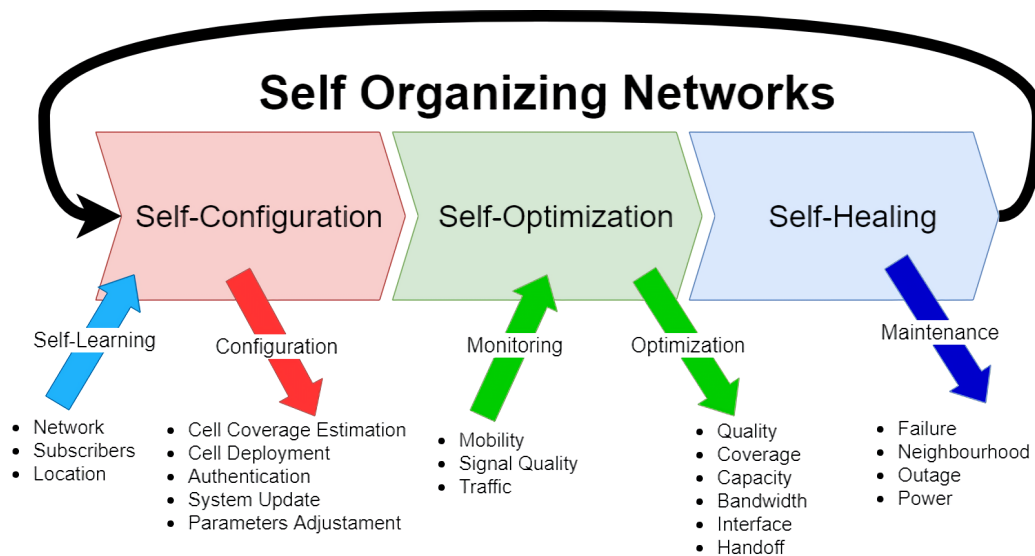 Self Organizing Networks
Self-Configuration
Self-Optimization
Self-Healing
Self-Learning
Configuration
Monitoring
Optimization
Maintenance
Network
Subscribers
Location
Cell Coverage Estimation
Cell Deployment
Authentication
System Update
Parameters Adjustament
Mobility
Signal Quality
Traffic
Quality
Coverage
Capacity
Bandwidth
Interface
Handoff
Failure
Neighbourhood
Outage
Power